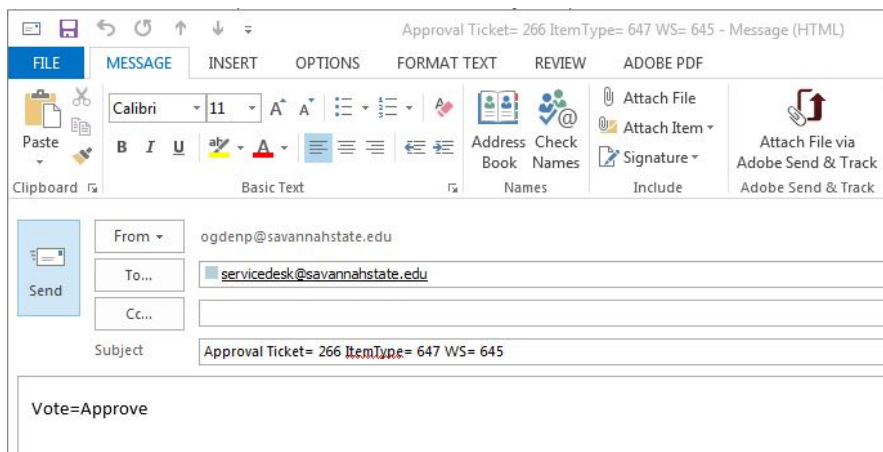 Approval Ticket= 266 ItemType= 647 WS= 645 - Message (HTML)
FILE MESSAGE INSERT OPTIONS FORMAT TEXT REVIEW ADOBE PDF
Paste
Calibri 11 A A
B I U aby A
Address Book
Check Names
Attach File
Attach Item
Signature
Attach File via
Adobe Send & Track
Clipboard Basic Text Names Include Adobe Send & Track
Send
From ogdenp@savannahstate.edu
To... servicedesk@savannahstate.edu
Cc...
Subject Approval Ticket= 266 ItemType= 647 WS= 645
Vote=Approve